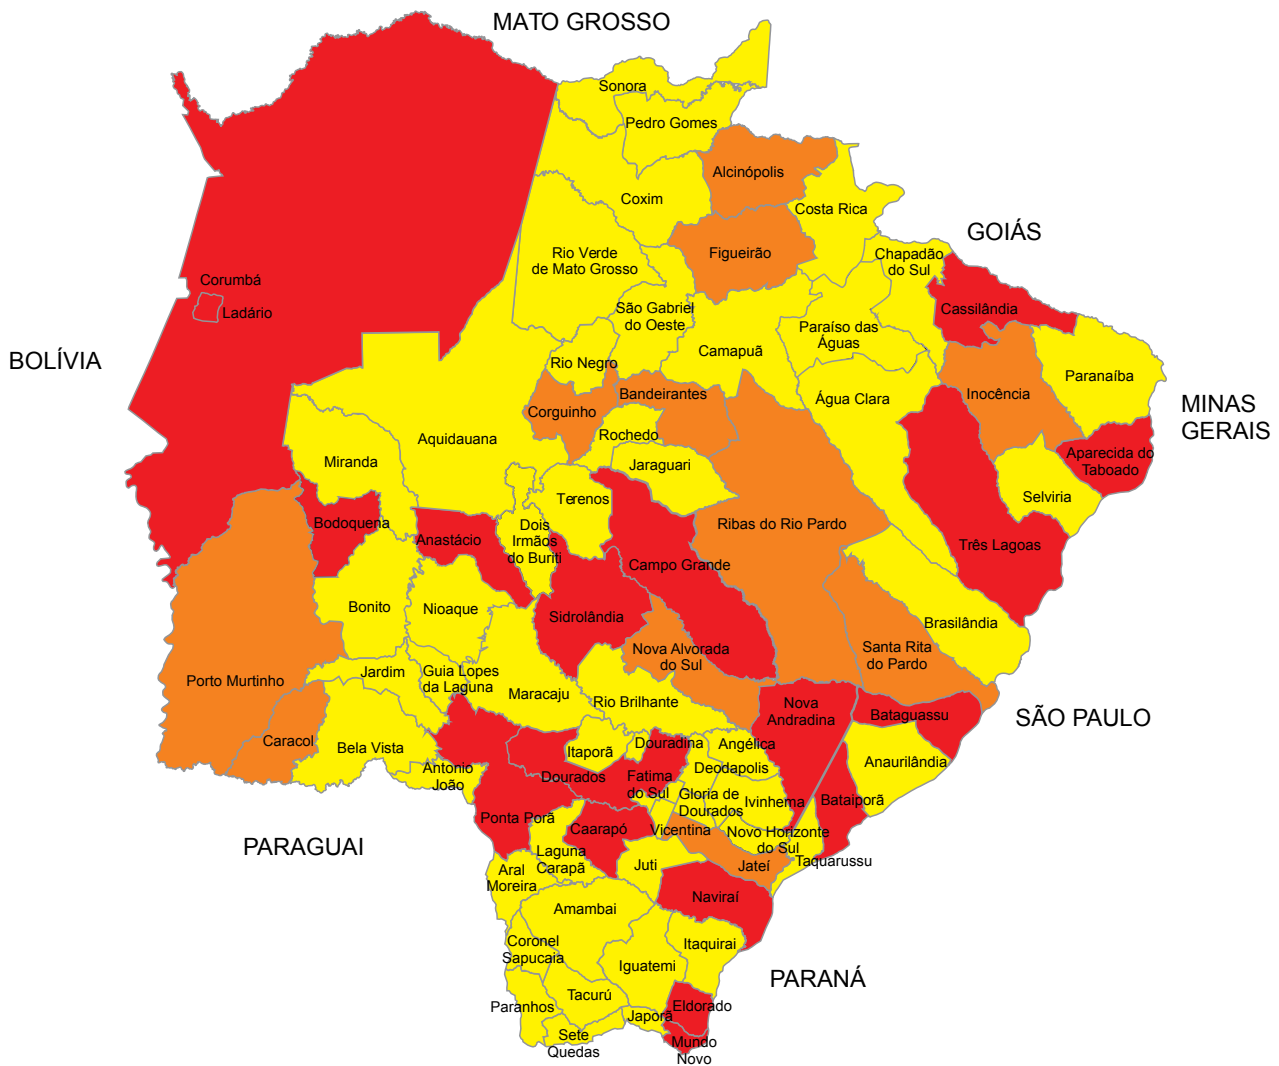 MATO GROSSO
Sonora
Pedro Gomes
Alcinópolis
Coxim
Costa Rica
GOIÁS
Rio Verde
de Mato Grosso
Figueirão
Chapadão
do Sul
Corumbá
Ladário
São Gabriel
do Oeste
Cassilândia
Paraíso das
Águas
Camapuã
BOLÍVIA
Rio Negro
Paranaíba
Água Clara
Inocência
Bandeirantes
Corguinho
MINAS
GERAIS
Aquidauana
Rochedo
Miranda
Jaraguari
Aparecida do
Taboado
Terenos
Selviria
Bodoquena
Anastácio
Dois
Irmãos
do Buriti
Ribas do Rio Pardo
Três Lagoas
Campo Grande
Bonito
Nioaque
Sidrolândia
Brasilândia
Nova Alvorada
do Sul
Santa Rita
do Pardo
Porto Murtinho
Jardim
Guia Lopes
da Laguna
Maracaju
Rio Brilhante
Nova
Andradina
Bataguassu
SÃO PAULO
Caracol
Bela Vista
Itaporã
Douradina
Angélica
Anaurilândia
Antonio
João
Dourados
Fatima
do Sul
Deodapolis
Gloria de
Dourados
Ivinhema
Bataiporã
Ponta Porã
Caarapó
Vicentina
Novo Horizonte
do Sul
PARAGUAI
Laguna
Carapã
Juti
Jateí
Taquarussu
Aral
Moreira
Naviraí
Amambai
Coronel
Sapucaia
Itaquirai
Iguatemi
PARANÁ
Paranhos
Tacurú
Eldorado
Japorã
Sete
Quedas
Mundo
Novo